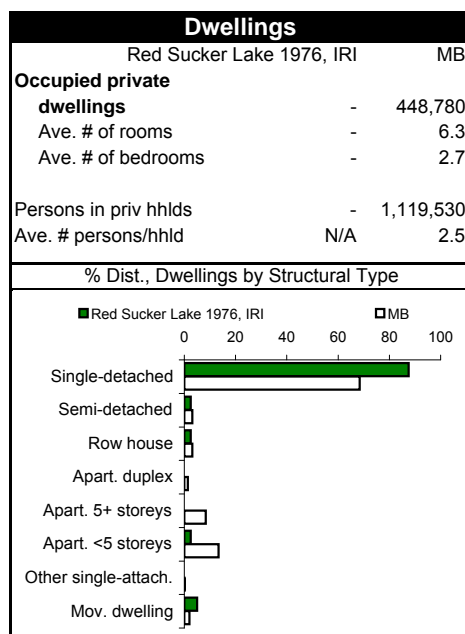 Dwellings
Red Sucker Lake 1976, IRI MB
Occupied private
dwellings - 448,780
Ave. # of rooms - 6.3
Ave. # of bedrooms - 2.7
Persons in priv hhlds - 1,119,530
Ave. # persons/hhld N/A 2.5
% Dist., Dwellings by Structural Type
Red Sucker Lake 1976, IRI MB
0 20 40 60 80 100
Single-detached
Semi-detached
Row house
Apart. duplex
Apart. 5+ storeys
Apart. <5 storeys
Other single-attach.
Mov. dwelling